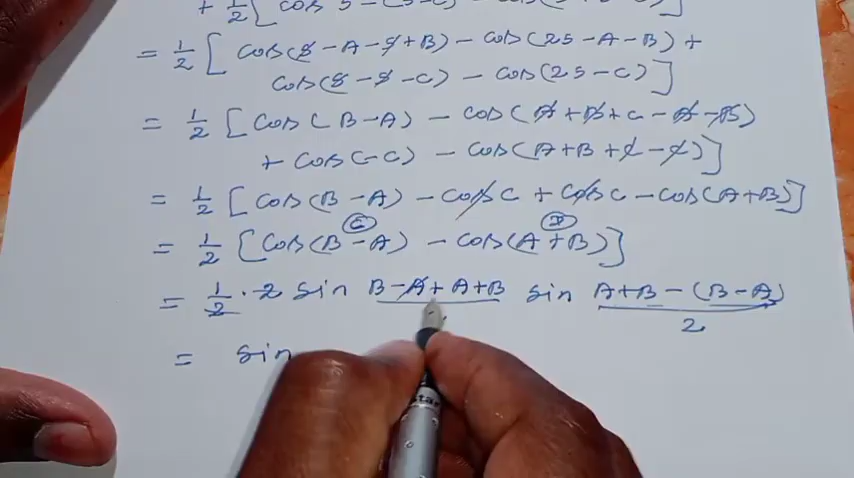 = 1/2 [ cos(s - A - s + B) - cos(2s - A - B) +
cos(s - s - c) - cos(2s - c) ]
= 1/2 [ cos(B - A) - cos(A + B + c - A - B)
+ cos(-c) - cos(A + B + c - c) ]
= 1/2 [ cos(B - A) - cos c + cos c - cos(A + B) ]
= 1/2 [ cos(B - A) - cos(A + B) ]
C D
= 1/2 · 2 sin B - A + A + B sin A + B - (B - A) / 2
= sin